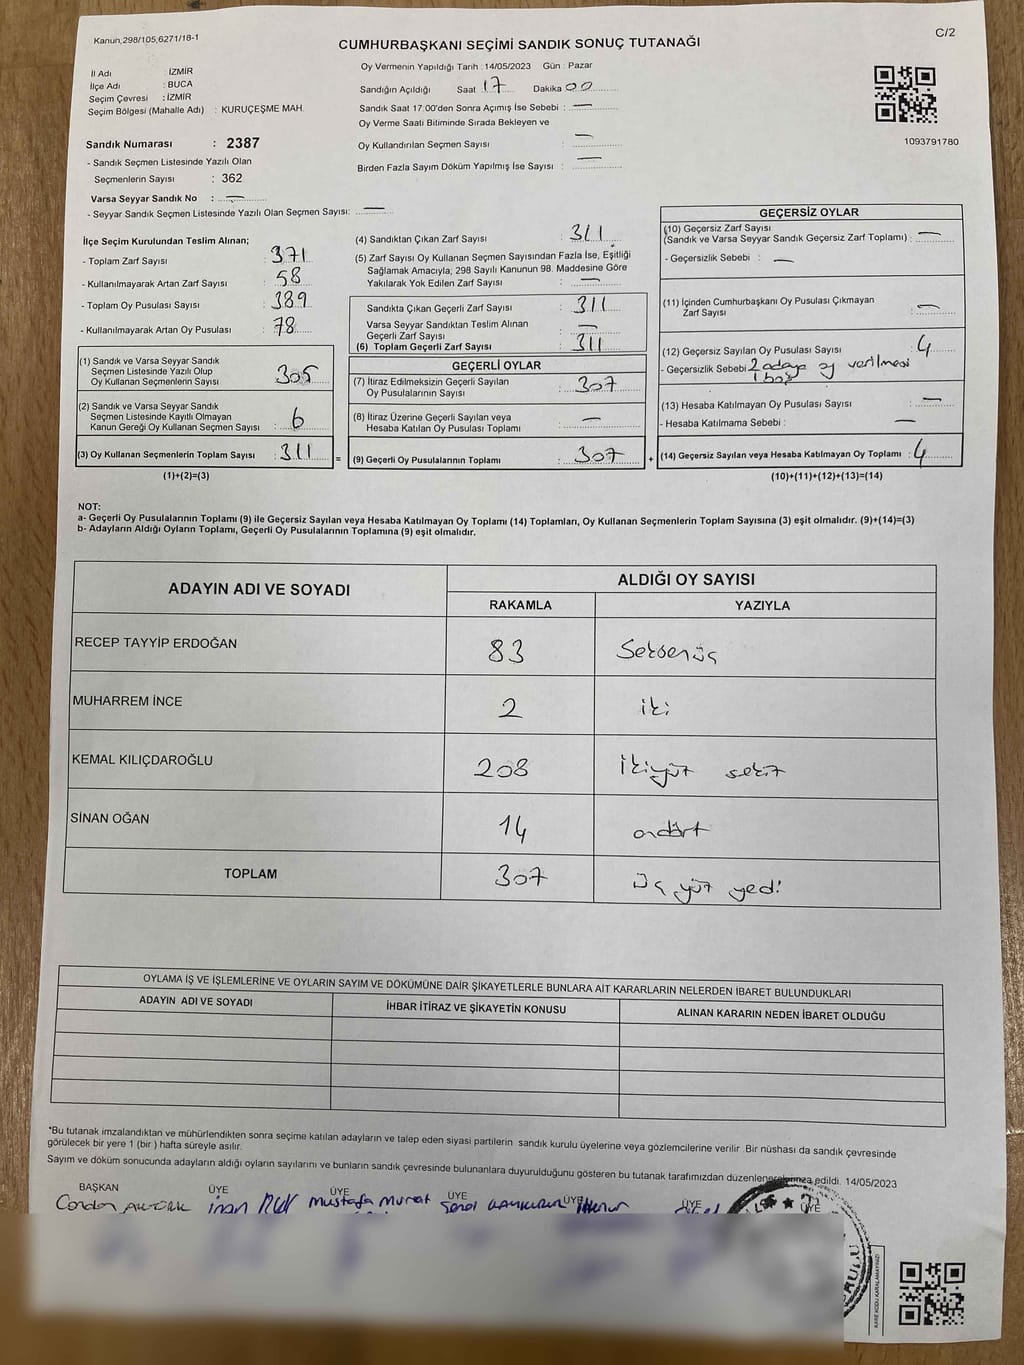 Kanun,298/105,6271/18-1
C/2
CUMHURBAŞKANI SEÇİMİ SANDIK SONUÇ TUTANAĞI
İl Adı : İZMİR
İlçe Adı : BUCA
Seçim Çevresi : İZMİR
Seçim Bölgesi (Mahalle Adı) : KURUÇEŞME MAH.
Oy Vermenin Yapıldığı Tarih :14/05/2023 Gün : Pazar
Sandığın Açıldığı Saat 17 Dakika 00
Sandık Saat 17:00'den Sonra Açımış İse Sebebi : —
Oy Verme Saati Bitiminde Sırada Bekleyen ve
Oy Kullandırılan Seçmen Sayısı : —
Birden Fazla Sayım Döküm Yapılmış İse Sayısı : —
1093791780
Sandık Numarası : 2387
- Sandık Seçmen Listesinde Yazılı Olan
Seçmenlerin Sayısı : 362
Varsa Seyyar Sandık No : —
- Seyyar Sandık Seçmen Listesinde Yazılı Olan Seçmen Sayısı: —
İlçe Seçim Kurulundan Teslim Alınan;
- Toplam Zarf Sayısı : 371
- Kullanılmayarak Artan Zarf Sayısı : 58
- Toplam Oy Pusulası Sayısı : 389
- Kullanılmayarak Artan Oy Pusulası : 78
(1) Sandık ve Varsa Seyyar Sandık
Seçmen Listesinde Yazılı Olup
Oy Kullanan Seçmenlerin Sayısı : 305
(2) Sandık ve Varsa Seyyar Sandık
Seçmen Listesinde Kayıtlı Olmayan
Kanun Gereği Oy Kullanan Seçmen Sayısı : 6
(3) Oy Kullanan Seçmenlerin Toplam Sayısı : 311
(1)+(2)=(3)
(4) Sandıktan Çıkan Zarf Sayısı : 311
(5) Zarf Sayısı Oy Kullanan Seçmen Sayısından Fazla İse, Eşitliği
Sağlamak Amacıyla; 298 Sayılı Kanunun 98. Maddesine Göre
Yakılarak Yok Edilen Zarf Sayısı : —
Sandıkta Çıkan Geçerli Zarf Sayısı : 311
Varsa Seyyar Sandıktan Teslim Alınan
Geçerli Zarf Sayısı : —
(6) Toplam Geçerli Zarf Sayısı : 311
GEÇERLİ OYLAR
(7) İtiraz Edilmeksizin Geçerli Sayılan
Oy Pusulalarının Sayısı : 307
(8) İtiraz Üzerine Geçerli Sayılan veya
Hesaba Katılan Oy Pusulası Toplamı : —
= (9) Geçerli Oy Pusulalarının Toplamı : 307
GEÇERSİZ OYLAR
(10) Geçersiz Zarf Sayısı
(Sandık ve Varsa Seyyar Sandık Geçersiz Zarf Toplamı) : —
- Geçersizlik Sebebi : —
(11) İçinden Cumhurbaşkanı Oy Pusulası Çıkmayan
Zarf Sayısı : —
(12) Geçersiz Sayılan Oy Pusulası Sayısı : 4
- Geçersizlik Sebebi 2 adaya oy verilmesi
1 boş
(13) Hesaba Katılmayan Oy Pusulası Sayısı : —
- Hesaba Katılmama Sebebi : —
+ (14) Geçersiz Sayılan veya Hesaba Katılmayan Oy Toplamı : 4
(10)+(11)+(12)+(13)=(14)
NOT:
a- Geçerli Oy Pusulalarının Toplamı (9) ile Geçersiz Sayılan veya Hesaba Katılmayan Oy Toplamı (14) Toplamları, Oy Kullanan Seçmenlerin Toplam Sayısına (3) eşit olmalıdır. (9)+(14)=(3)
b- Adayların Aldığı Oyların Toplamı, Geçerli Oy Pusulalarının Toplamına (9) eşit olmalıdır.
ADAYIN ADI VE SOYADI
ALDIĞI OY SAYISI
RAKAMLA YAZIYLA
RECEP TAYYİP ERDOĞAN 83 Seksenüç
MUHARREM İNCE 2 iki
KEMAL KILIÇDAROĞLU 208 ikiyüz sekiz
SİNAN OĞAN 14 ondört
TOPLAM 307 üç yüz yedi
OYLAMA İŞ VE İŞLEMLERİNE VE OYLARIN SAYIM VE DÖKÜMÜNE DAİR ŞİKAYETLERLE BUNLARA AİT KARARLARIN NELERDEN İBARET BULUNDUKLARI
ADAYIN ADI VE SOYADI İHBAR İTİRAZ VE ŞİKAYETİN KONUSU ALINAN KARARIN NEDEN İBARET OLDUĞU
*Bu tutanak imzalandıktan ve mühürlendikten sonra seçime katılan adayların ve talep eden siyasi partilerin sandık kurulu üyelerine veya gözlemcilerine verilir. Bir nüshası da sandık çevresinde
görülecek bir yere 1 (bir ) hafta süreyle asılır.
Sayım ve döküm sonucunda adayların aldığı oyların sayılarını ve bunların sandık çevresinde bulunanlara duyurulduğunu gösteren bu tutanak tarafımızdan düzenlenerek imza edildi. 14/05/2023
BAŞKAN ÜYE ÜYE ÜYE ÜYE ÜYE ÜYE
Mustafa Murat
KARE KODU KARALAMAYINIZ!